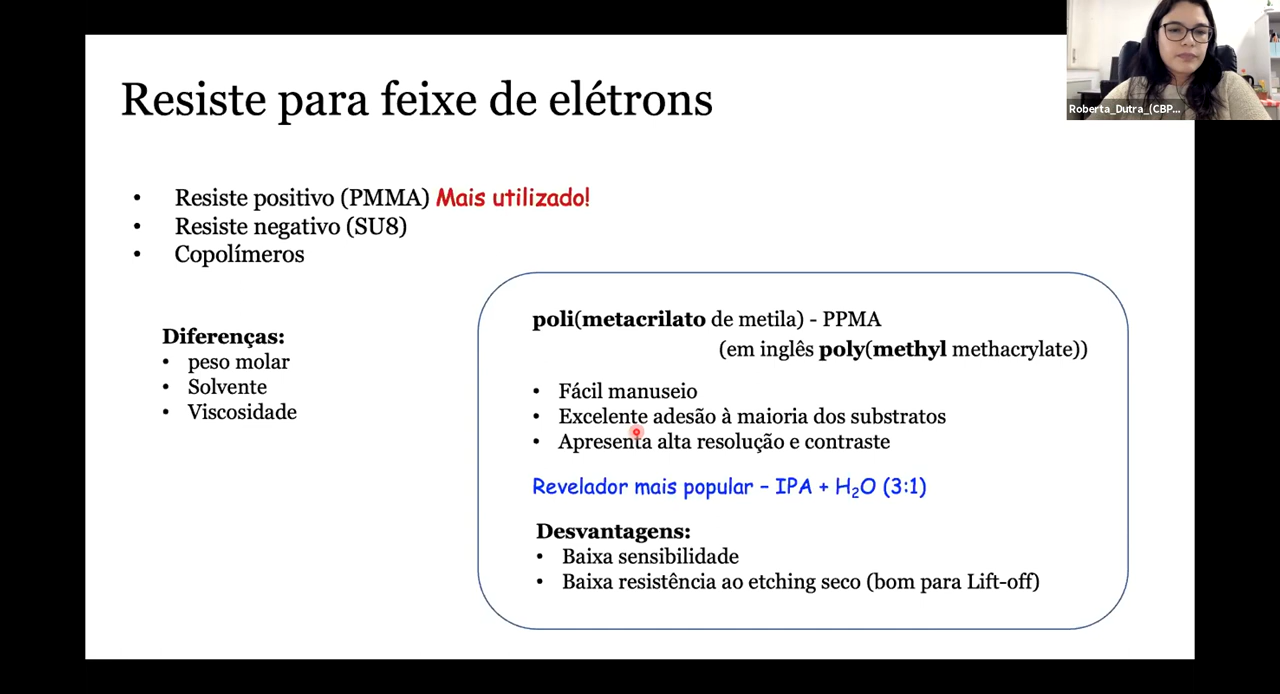 Resiste para feixe de elétrons
Roberta_Dutra_(CBP...
• Resiste positivo (PMMA) Mais utilizado!
• Resiste negativo (SU8)
• Copolímeros
Diferenças:
• peso molar
• Solvente
• Viscosidade
poli(metacrilato de metila) - PPMA
(em inglês poly(methyl methacrylate))
• Fácil manuseio
• Excelente adesão à maioria dos substratos
• Apresenta alta resolução e contraste
Revelador mais popular – IPA + H₂O (3:1)
Desvantagens:
• Baixa sensibilidade
• Baixa resistência ao etching seco (bom para Lift-off)